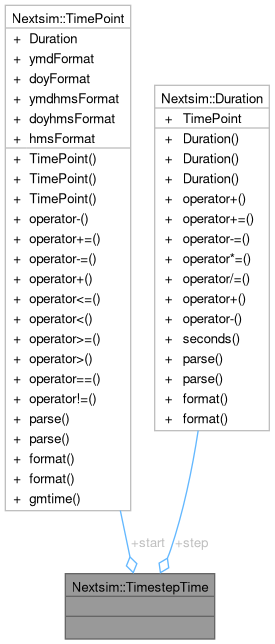 Nextsim::TimePoint
+ Duration
+ ymdFormat
+ doyFormat
+ ymdhmsFormat
+ doyhmsFormat
+ hmsFormat
+ TimePoint()
+ TimePoint()
+ TimePoint()
+ operator-()
+ operator+=()
+ operator-=()
+ operator+()
+ operator<=()
+ operator<()
+ operator>=()
+ operator>()
+ operator==()
+ operator!=()
+ parse()
+ parse()
+ format()
+ format()
+ gmtime()
Nextsim::Duration
+ TimePoint
+ Duration()
+ Duration()
+ Duration()
+ operator+()
+ operator+=()
+ operator-=()
+ operator*=()
+ operator/=()
+ operator+()
+ operator-()
+ seconds()
+ parse()
+ parse()
+ format()
+ format()
+start
+step
Nextsim::TimestepTime